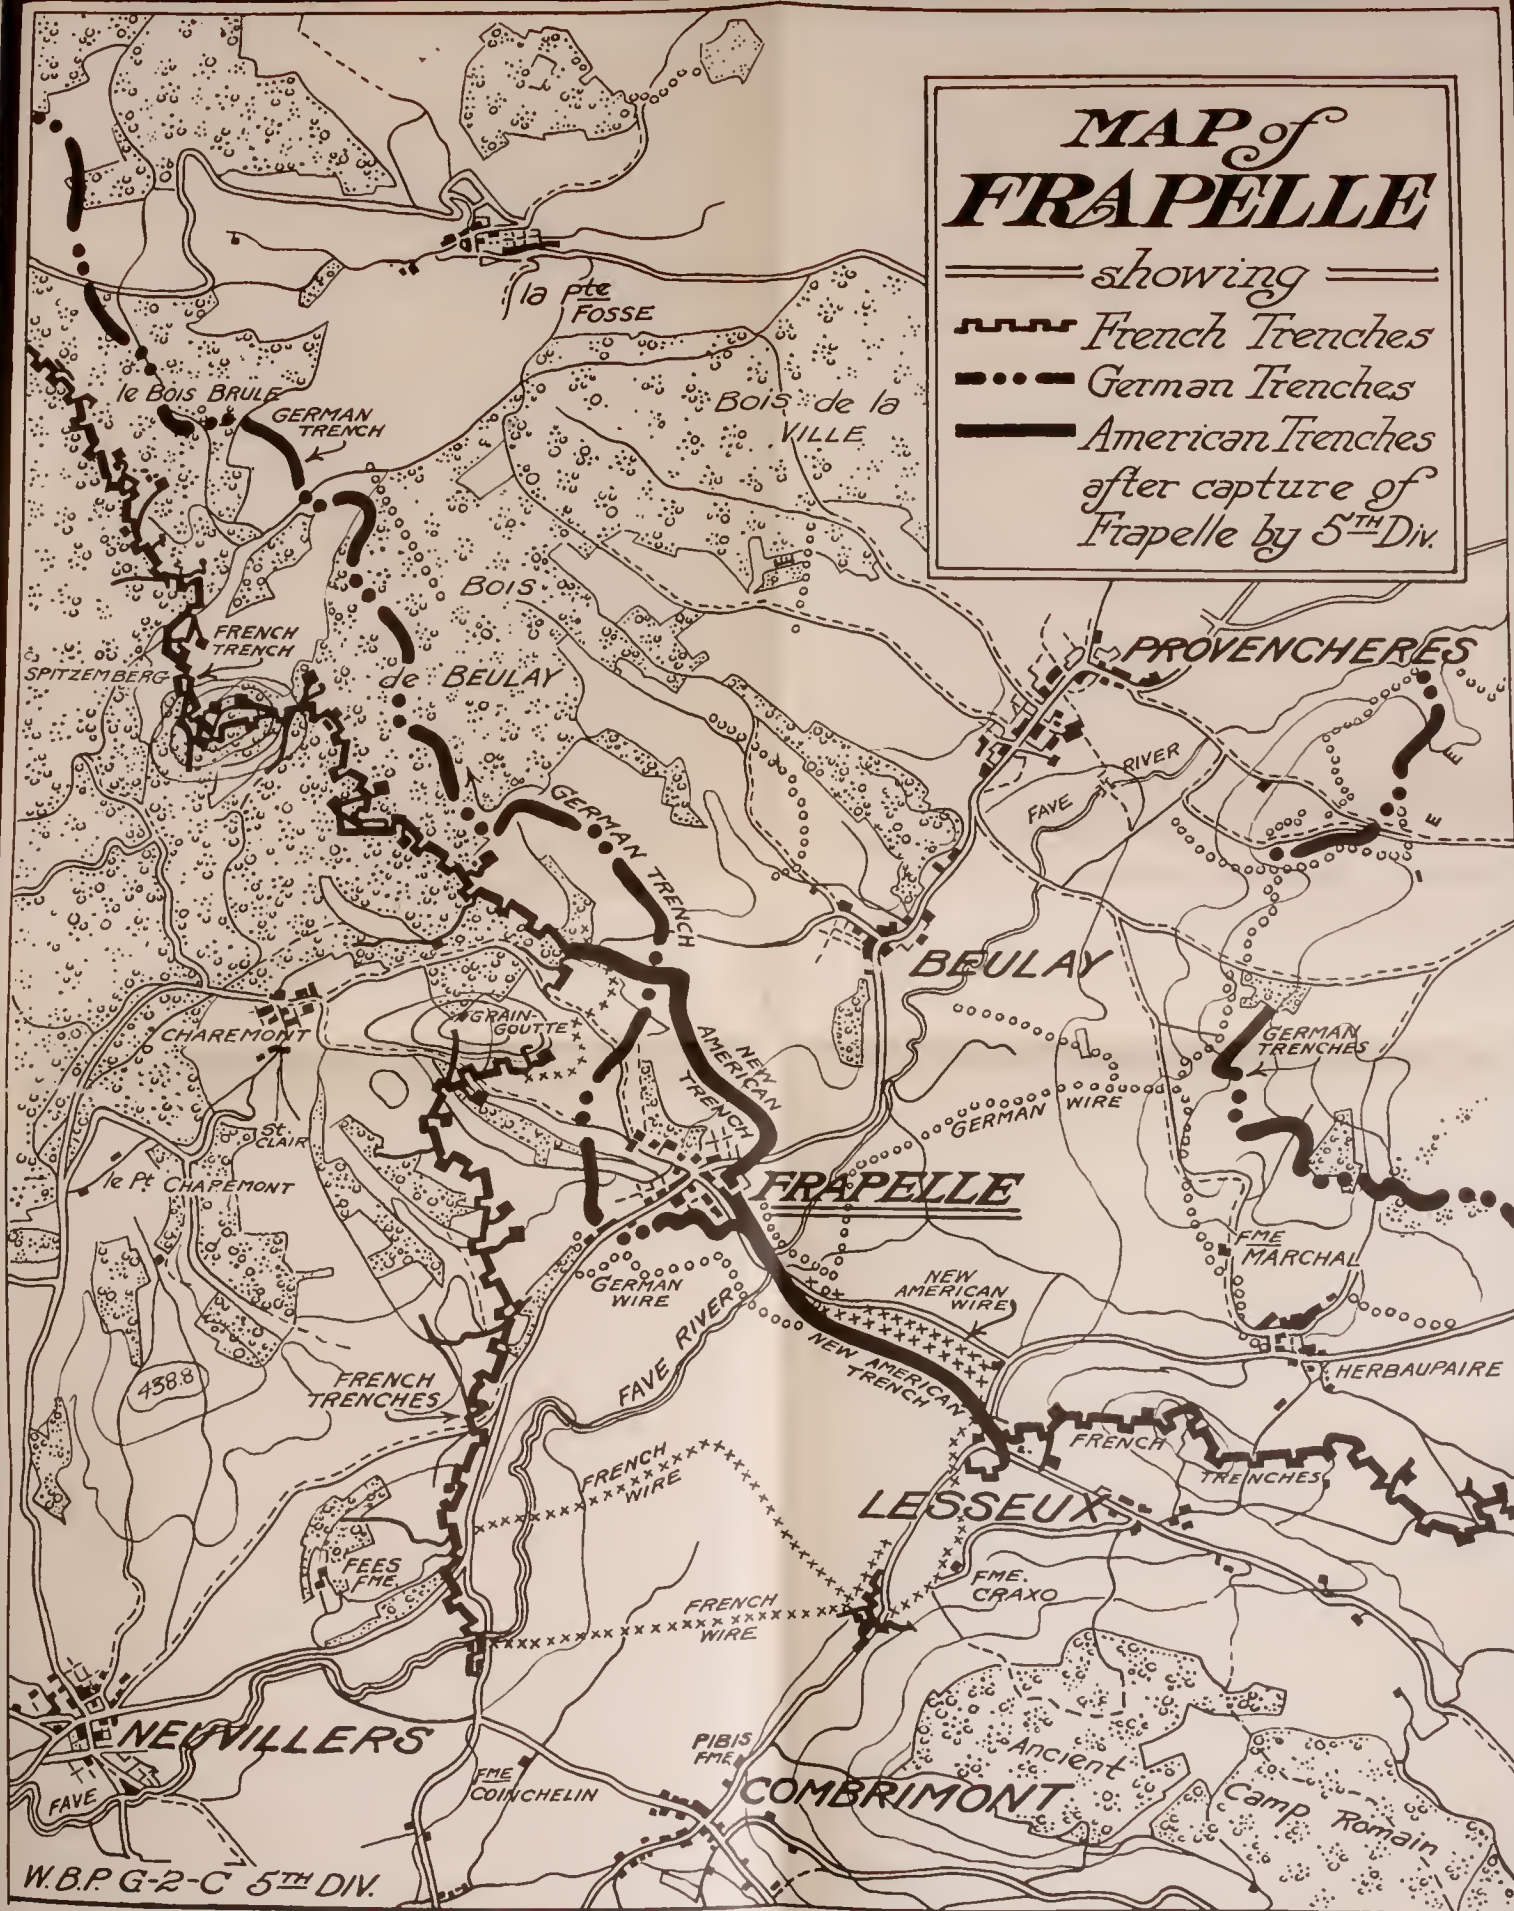 MAP of
FRAPELLE
showing
French Trenches
German Trenches
American Trenches
after capture of
Frapelle by 5TH Div.
la Pte
FOSSE
le BOIS BRULE
GERMAN
TRENCH
BOIS de la
VILLE
BOIS
de BEULAY
FRENCH
TRENCH
SPITZEMBERG
PROVENCHERES
FAVE RIVER
GERMAN TRENCH
E
E
BEULAY
GRAIN-
GOUTTE
CHAREMONT
NEW
AMERICAN
TRENCH
GERMAN
TRENCHES
GERMAN WIRE
St.
CLAIR
le Pt CHAREMONT
FRAPELLE
FME
MARCHAL
GERMAN
WIRE
NEW
AMERICAN
WIRE
FAVE RIVER
NEW AMERICAN
TRENCH
438.8
FRENCH
TRENCHES
HERBAUPAIRE
FRENCH
TRENCHES
FRENCH
WIRE
LESSEUX
FEES
FME
FME.
CRAXO
FRENCH
WIRE
NEUVILLERS
PIBIS
FME
Ancient
FME
COINCHELIN
COMBRIMONT
Camp Romain
FAVE
W.B.P. G-2-C 5TH DIV.